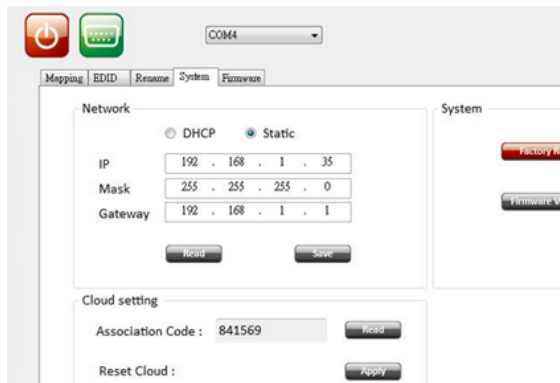 COM4
Mapping EDID Rename System Firmware
Network
DHCP Static
IP 192 . 168 . 1 . 35
Mask 255 . 255 . 255 . 0
Gateway 192 . 168 . 1 . 1
Read Save
System
Factory
Firmware
Cloud setting
Association Code : 841569 Read
Reset Cloud : Apply